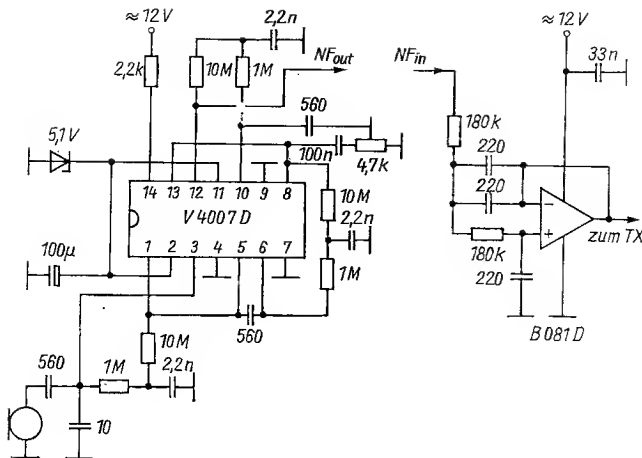 ≈12V
2,2k
10M
1M
2,2n
NFout
560
100n
4,7k
5,1V
14 13 12 11 10 9 8
V4007D
1 2 3 4 5 6 7
10M
2,2n
1M
100µ
560
10M
1M
2,2n
560
10
≈12V
33n
NFin
180k
220
220
−
+
180k
220
zum TX
B081D